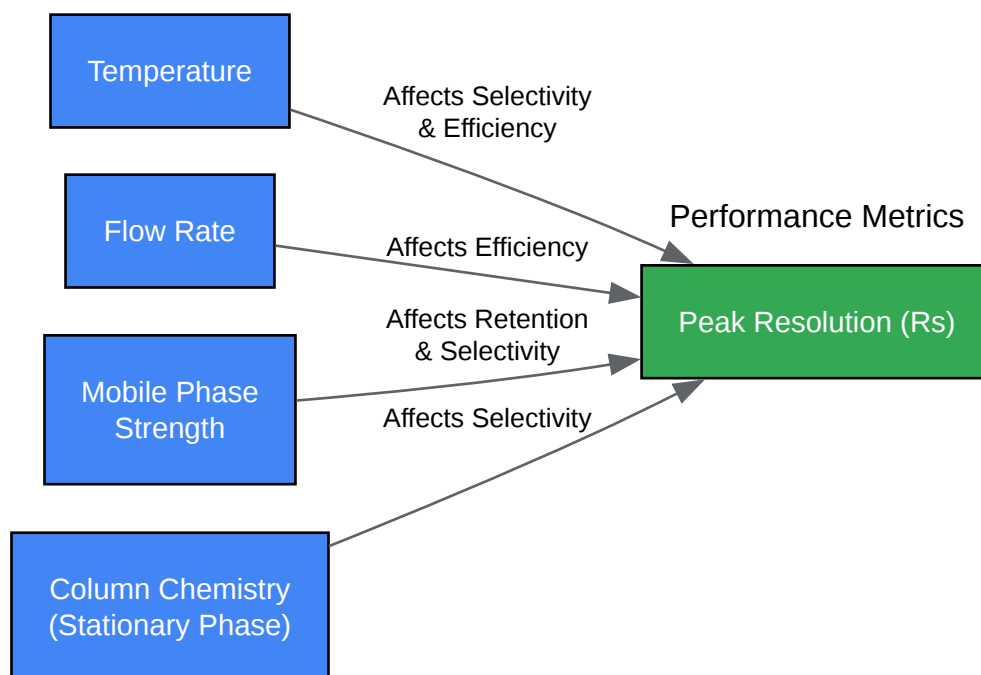 Temperature
Affects Selectivity
& Efficiency
Flow Rate
Affects Efficiency
Performance Metrics
Peak Resolution (Rs)
Affects Retention
& Selectivity
Mobile Phase
Strength
Affects Selectivity
Column Chemistry
(Stationary Phase)